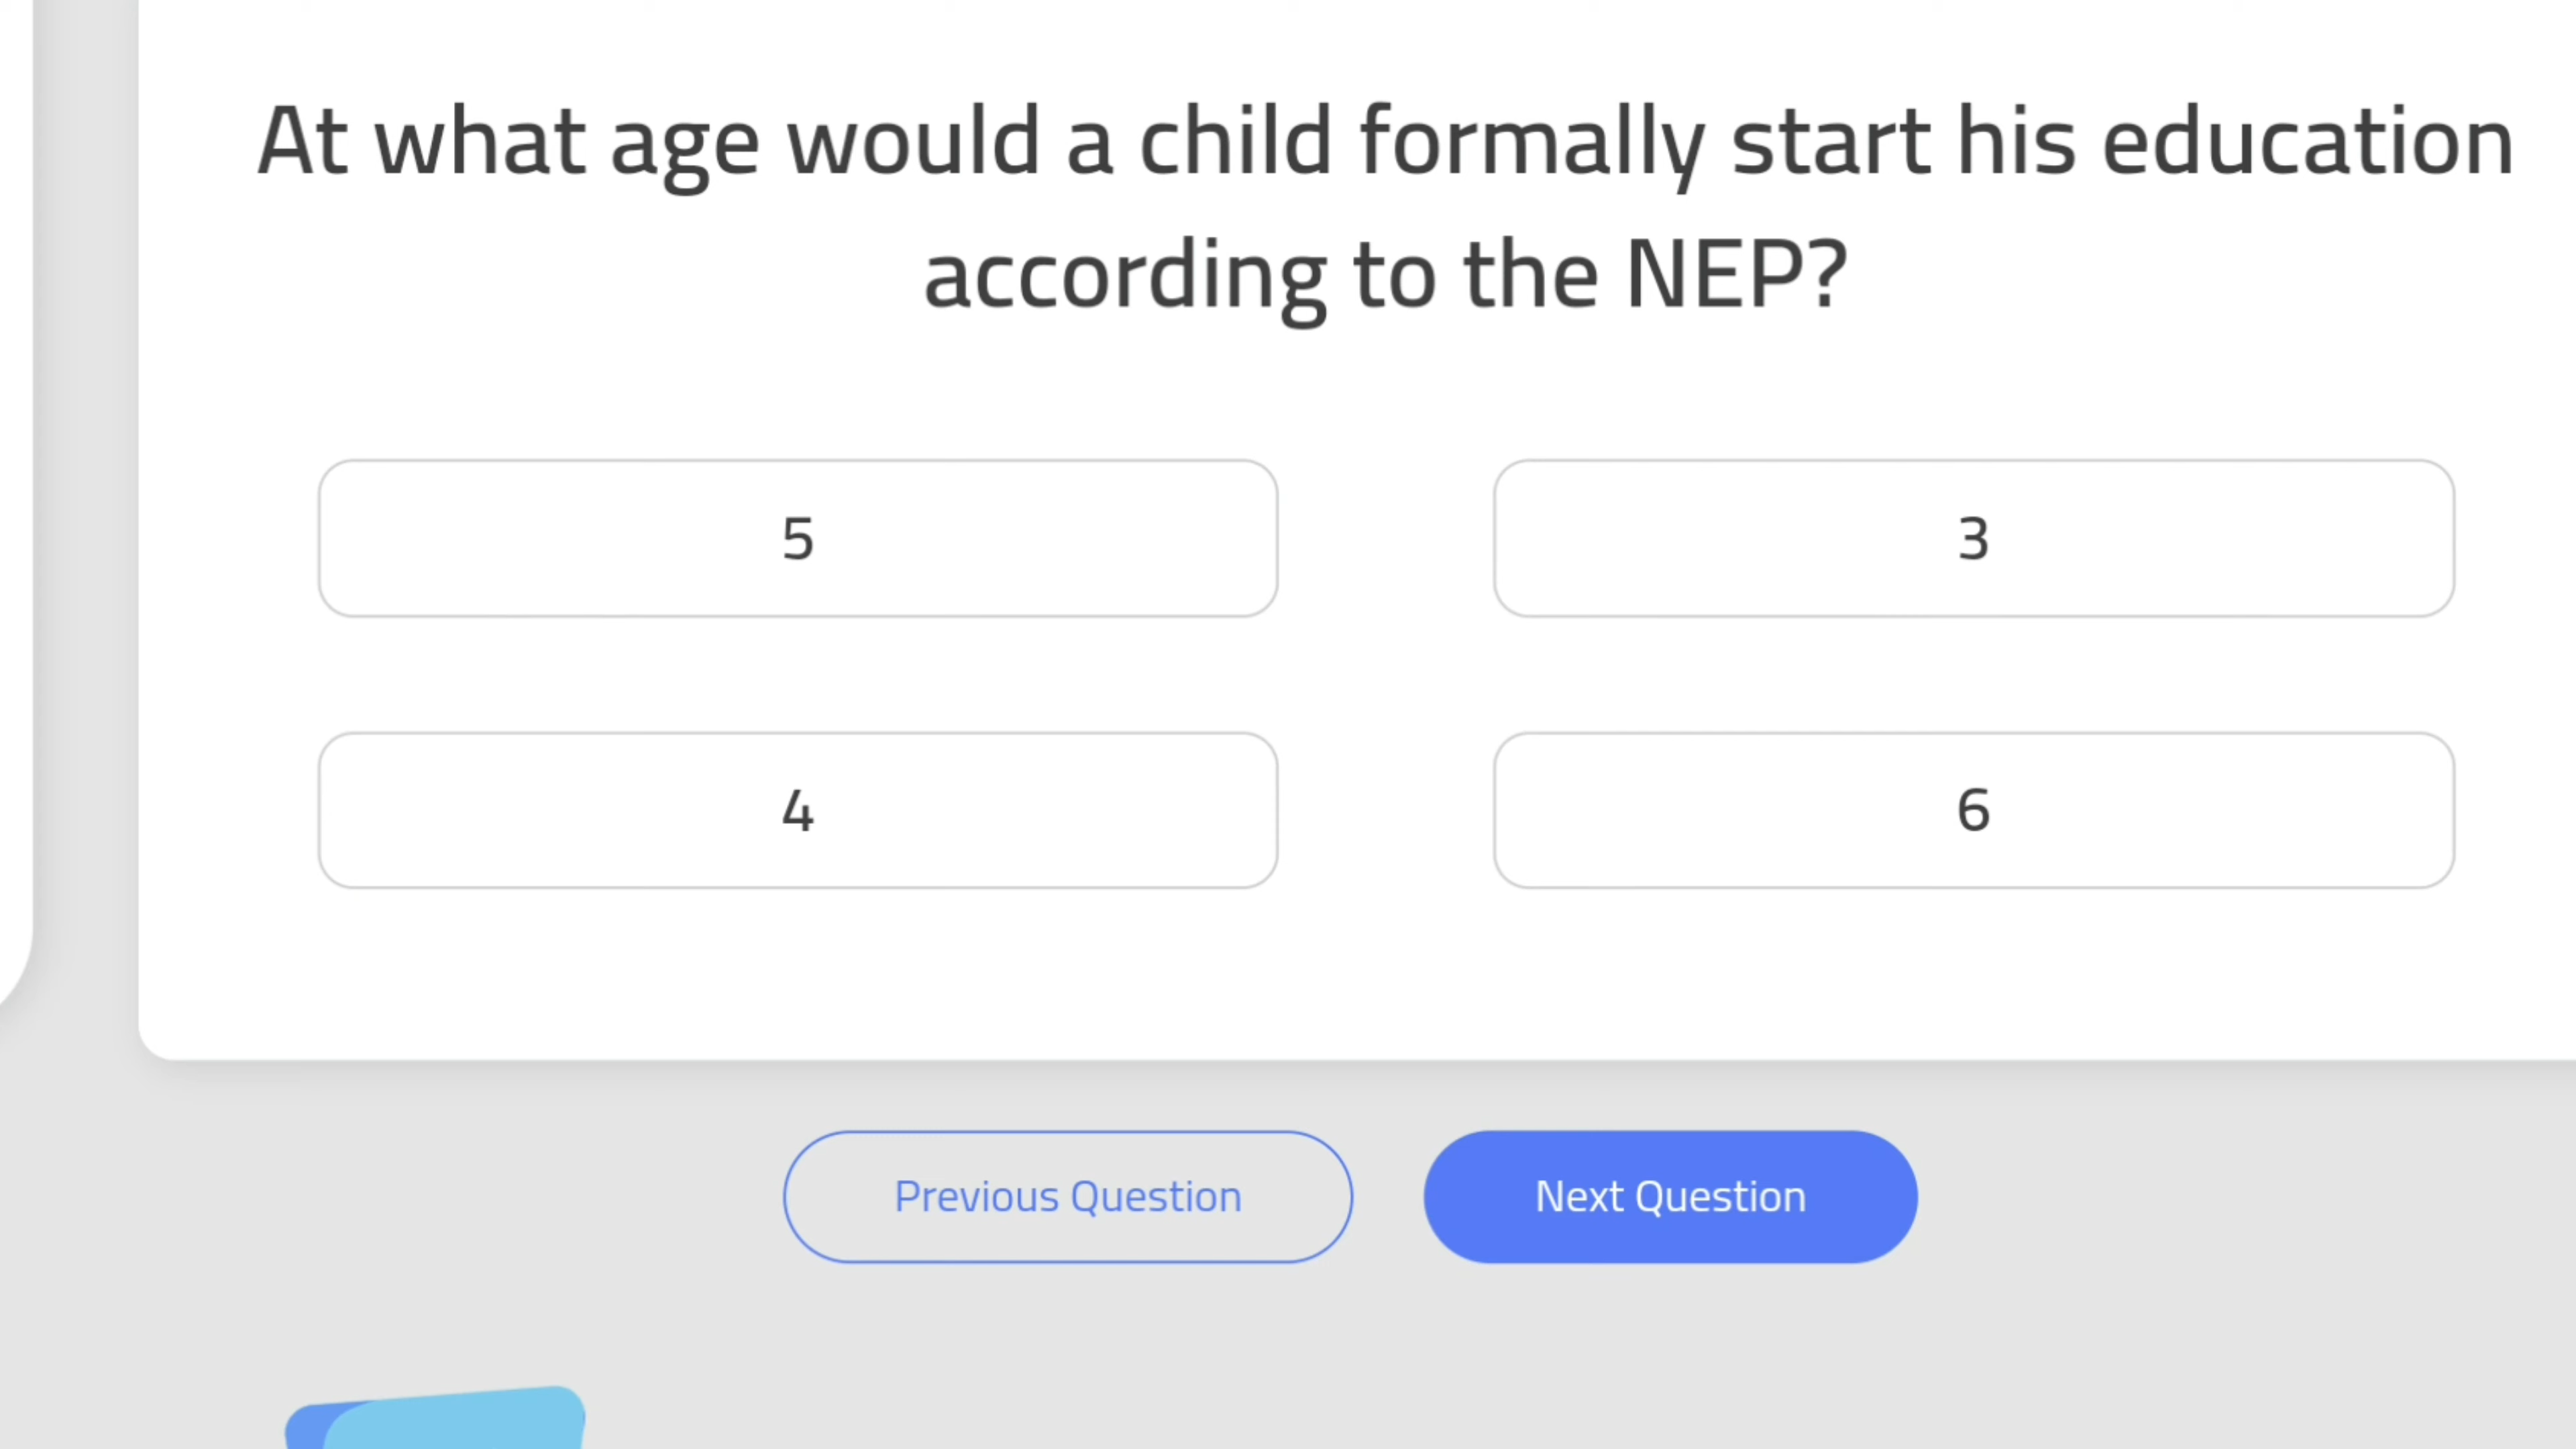 At what age would a child formally start his education
according to the NEP?
5
3
4
6
Previous Question
Next Question